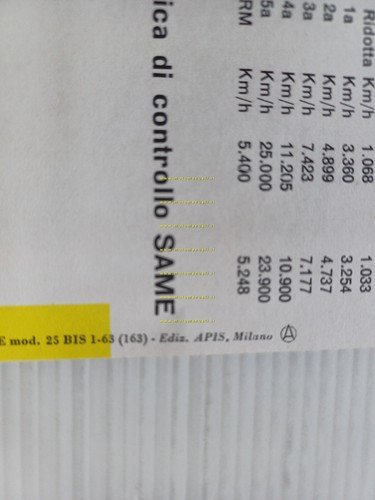 Ridotta Km/h 1.068 1.033
1a Km/h 3.360 3.254
2a Km/h 4.899 4.737
3a Km/h 7.423 7.177
4a Km/h 11.205 10.900
5a Km/h 25.000 23.900
RM Km/h 5.400 5.248
ica di controllo SAME
E mod. 25 BIS 1-63 (163) - Ediz. APIS, Milano